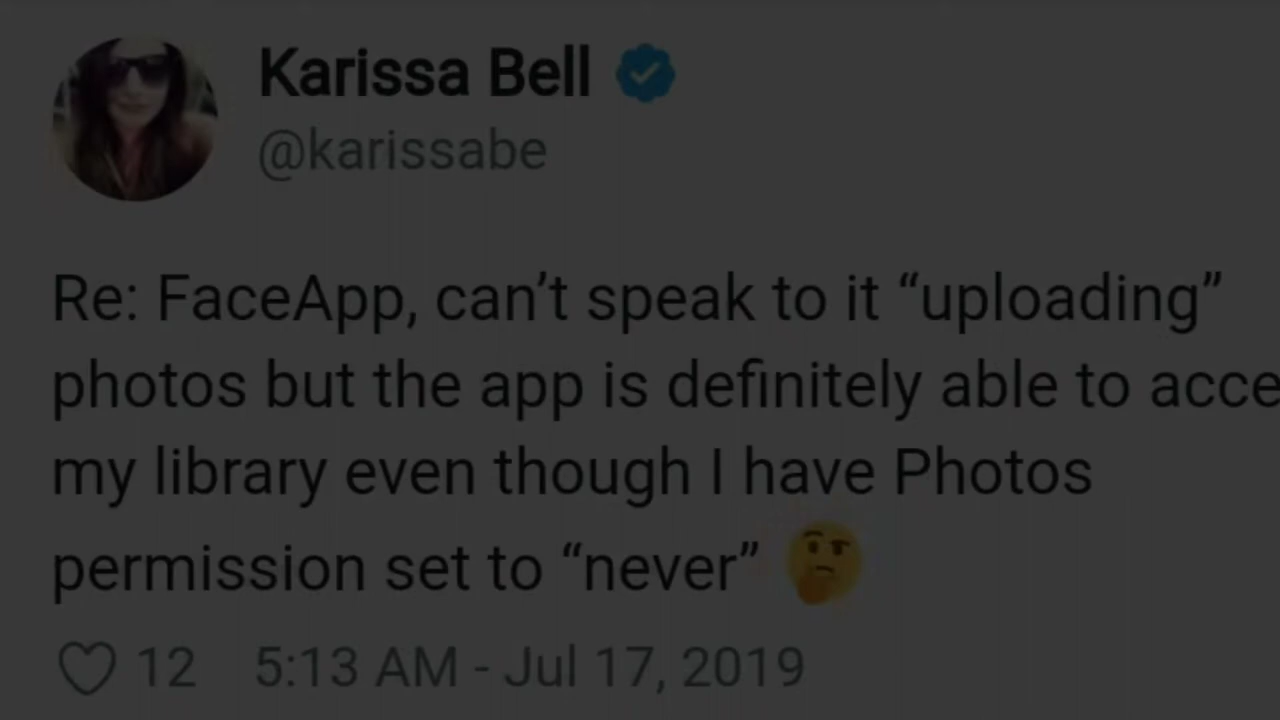 Karissa Bell
@karissabe
Re: FaceApp, can’t speak to it “uploading”
photos but the app is definitely able to acce
my library even though I have Photos
permission set to “never”
12 5:13 AM - Jul 17, 2019